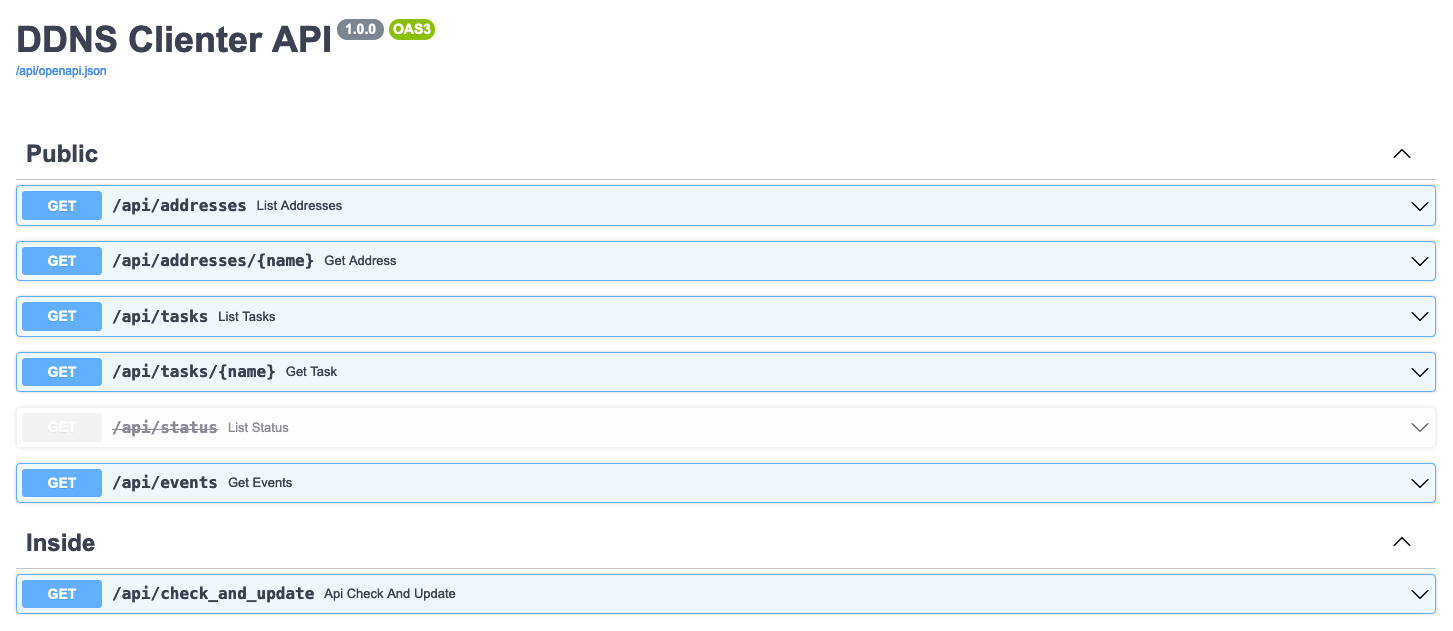 DDNS Clienter API 1.0.0 OAS3
/api/openapi.json
Public
GET /api/addresses List Addresses
GET /api/addresses/{name} Get Address
GET /api/tasks List Tasks
GET /api/tasks/{name} Get Task
GET /api/status List Status
GET /api/events Get Events
Inside
GET /api/check_and_update Api Check And Update